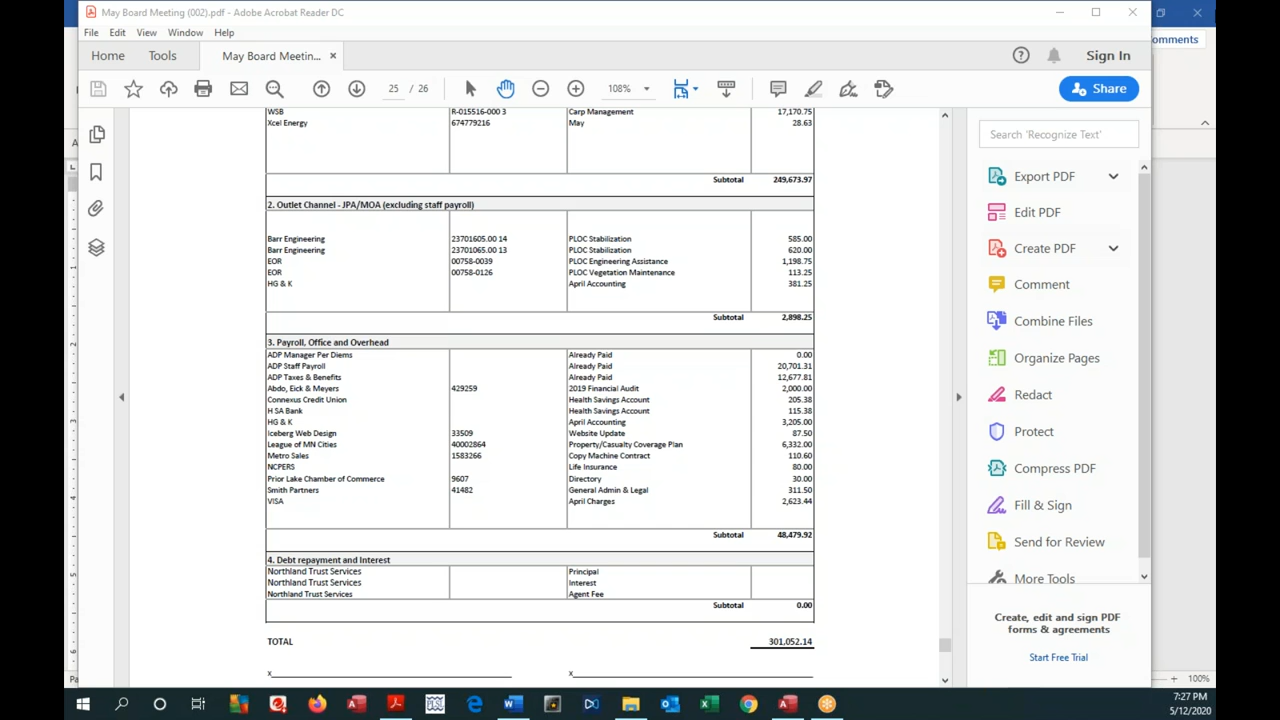 May Board Meeting (002).pdf - Adobe Acrobat Reader DC
File Edit View Window Help
omments
Home Tools May Board Meetin... × Sign In
25 / 26 108% Share
WSB R-015516-000 3 Carp Management 17,170.75
Xcel Energy 674779216 May 28.63
Subtotal 249,673.97
2. Outlet Channel - JPA/MOA (excluding staff payroll)
Barr Engineering 23701605.00 14 PLOC Stabilization 585.00
Barr Engineering 23701065.00 13 PLOC Stabilization 620.00
EOR 00758-0039 PLOC Engineering Assistance 1,198.75
EOR 00758-0126 PLOC Vegetation Maintenance 113.25
HG & K April Accounting 381.25
Subtotal 2,898.25
3. Payroll, Office and Overhead
ADP Manager Per Diems Already Paid 0.00
ADP Staff Payroll Already Paid 20,701.31
ADP Taxes & Benefits Already Paid 12,677.81
Abdo, Eick & Meyers 429259 2019 Financial Audit 2,000.00
Connexus Credit Union Health Savings Account 205.38
H SA Bank Health Savings Account 115.38
HG & K April Accounting 3,205.00
Iceberg Web Design 33509 Website Update 87.50
League of MN Cities 40002864 Property/Casualty Coverage Plan 6,332.00
Metro Sales 1583266 Copy Machine Contract 110.60
NCPERS Life Insurance 80.00
Prior Lake Chamber of Commerce 9607 Directory 30.00
Smith Partners 41482 General Admin & Legal 311.50
VISA April Charges 2,623.44
Subtotal 48,479.92
4. Debt repayment and Interest
Northland Trust Services Principal
Northland Trust Services Interest
Northland Trust Services Agent Fee
Subtotal 0.00
TOTAL 301,052.14
x x
Search 'Recognize Text'
Export PDF
Edit PDF
Create PDF
Comment
Combine Files
Organize Pages
Redact
Protect
Compress PDF
Fill & Sign
Send for Review
More Tools
Create, edit and sign PDF
forms & agreements
Start Free Trial
Pa
100%
7:27 PM
5/12/2020